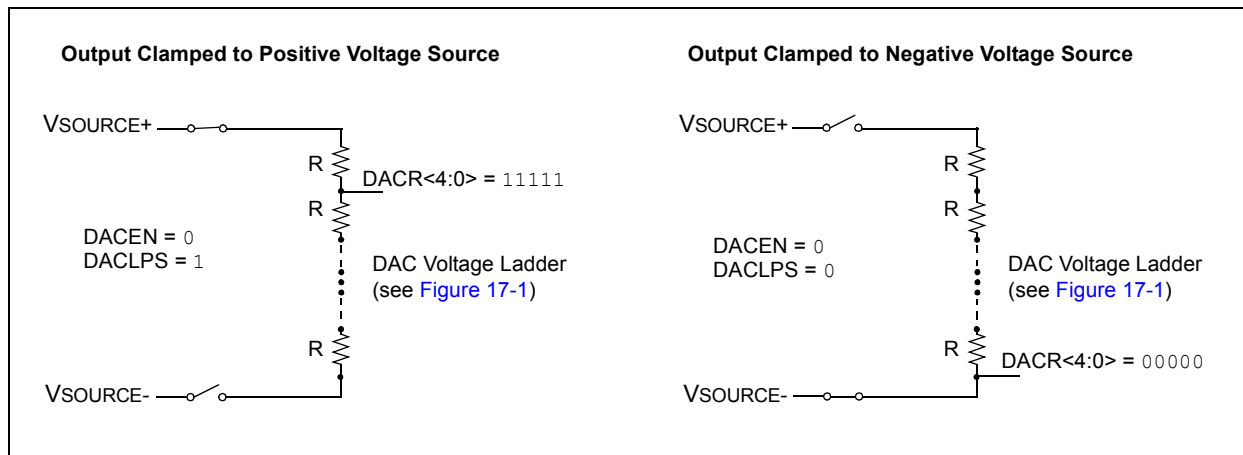 Output Clamped to Positive Voltage Source
VSOURCE+
R
DACR<4:0> = 11111
R
DACEN = 0
DACLPS = 1
DAC Voltage Ladder
(see Figure 17-1)
R
VSOURCE-
Output Clamped to Negative Voltage Source
VSOURCE+
R
R
DACEN = 0
DACLPS = 0
DAC Voltage Ladder
(see Figure 17-1)
R
DACR<4:0> = 00000
VSOURCE-